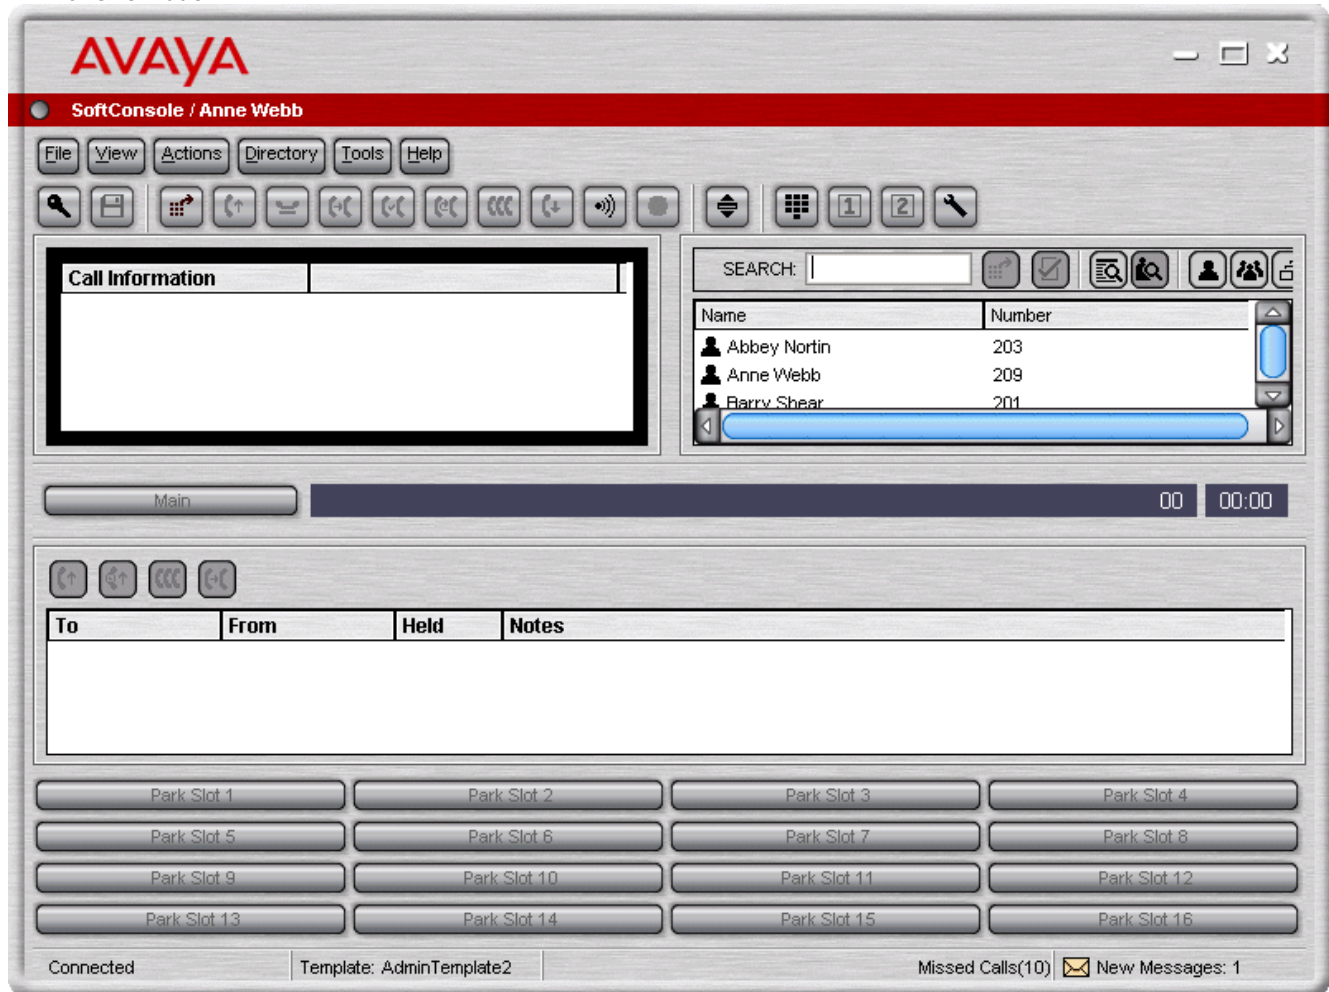 AVAYA
SoftConsole / Anne Webb
File View Actions Directory Tools Help
1 2
Call Information
SEARCH:
Name Number
Abbey Nortin 203
Anne Webb 209
Barry Shear 201
Main 00 00:00
To From Held Notes
Park Slot 1 Park Slot 2 Park Slot 3 Park Slot 4
Park Slot 5 Park Slot 6 Park Slot 7 Park Slot 8
Park Slot 9 Park Slot 10 Park Slot 11 Park Slot 12
Park Slot 13 Park Slot 14 Park Slot 15 Park Slot 16
Connected Template: AdminTemplate2 Missed Calls(10) New Messages: 1